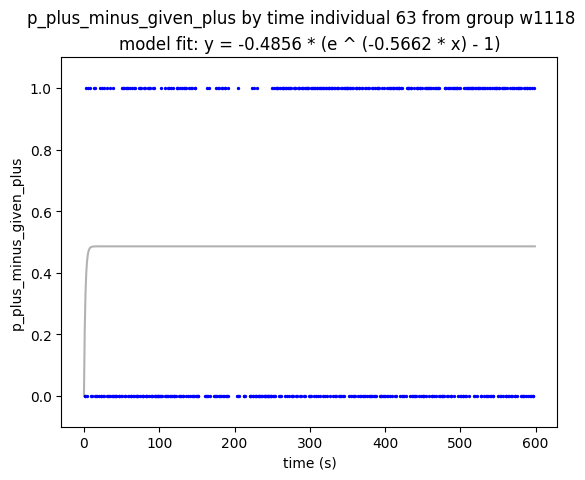 p_plus_minus_given_plus by time individual 63 from group w1118
model fit: y = -0.4856 * (e ^ (-0.5662 * x) - 1)
1.0
0.8
0.6
0.4
0.2
0.0
p_plus_minus_given_plus
0 100 200 300 400 500 600
time (s)